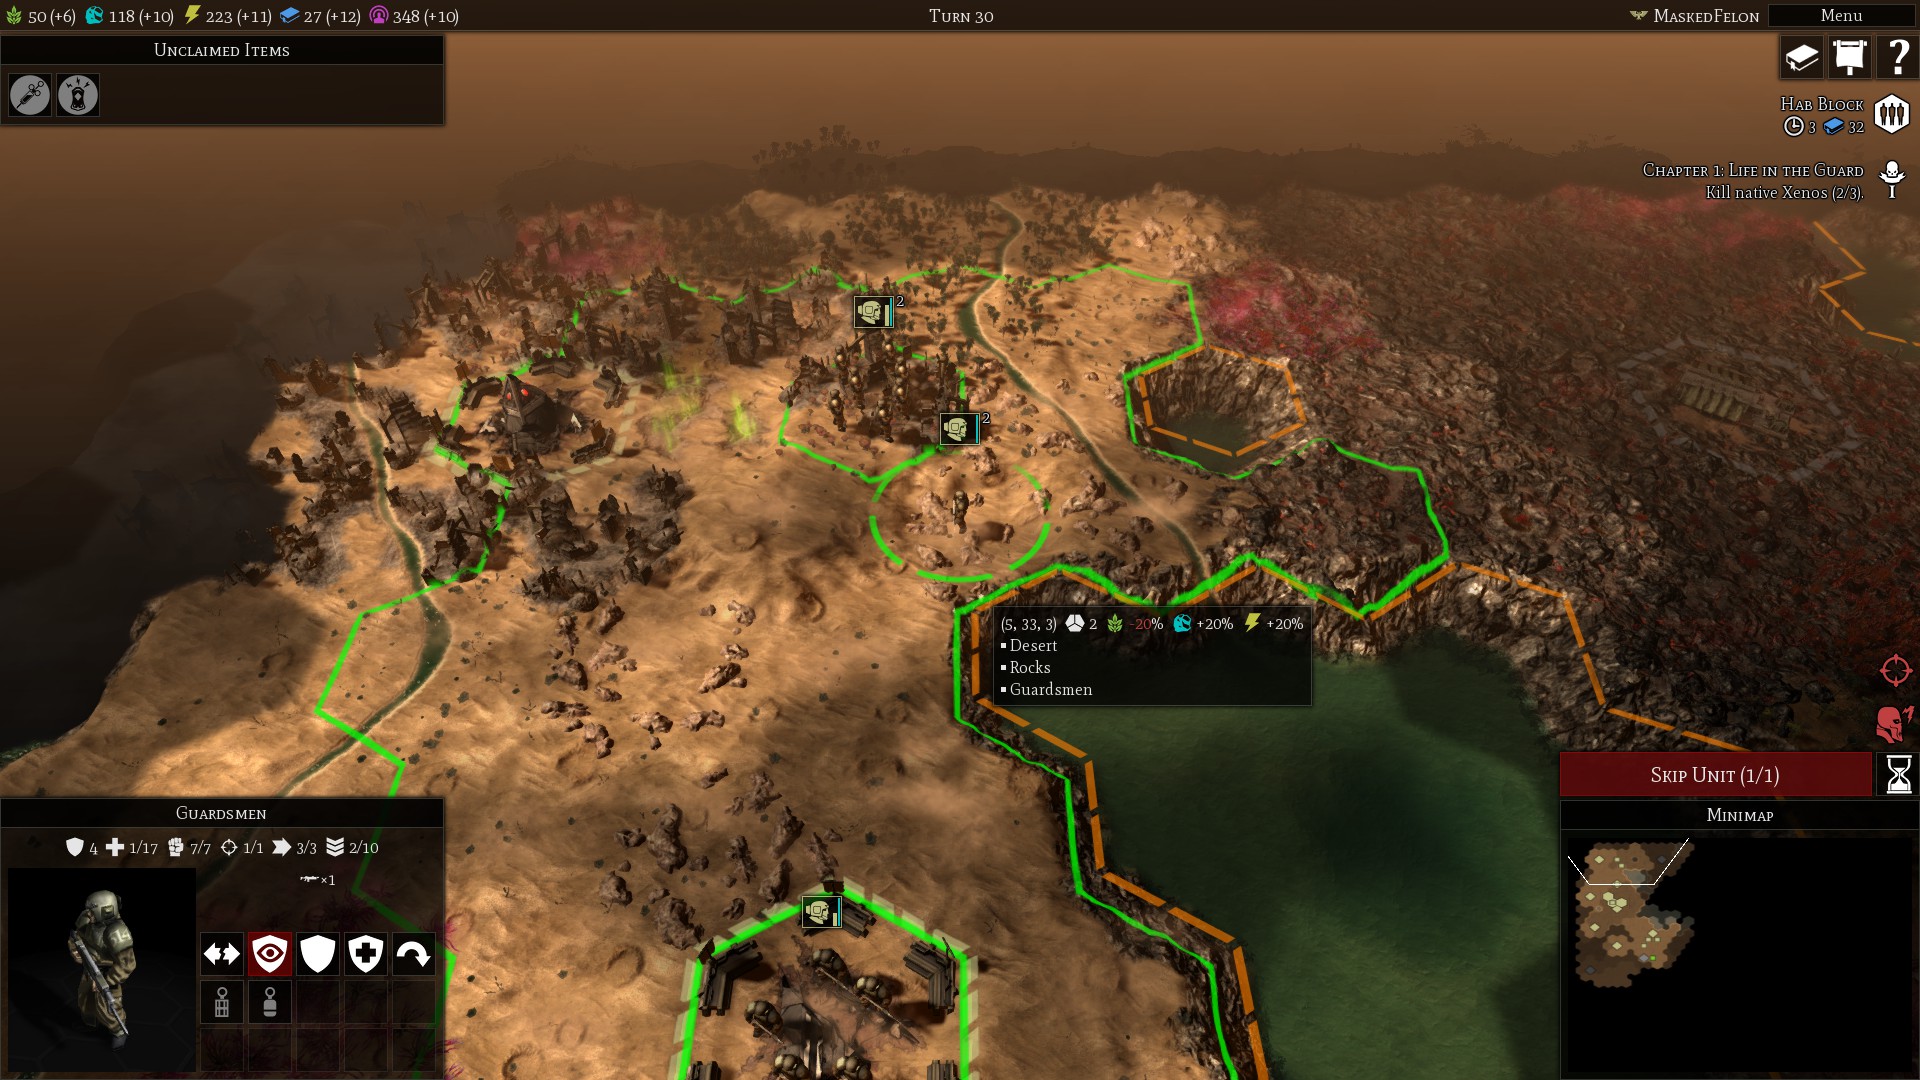 50 (+6) 118 (+10) 223 (+11) 27 (+12) 348 (+10)
Turn 30
MaskedFelon
Menu
Unclaimed Items
Hab Block
3 32
Chapter 1: Life in the Guard
Kill native Xenos (2/3).
2
2
(5, 33, 3) 2 -20% +20% +20%
Desert
Rocks
Guardsmen
Skip Unit (1/1)
Minimap
Guardsmen
4 1/17 7/7 1/1 3/3 2/10
×1